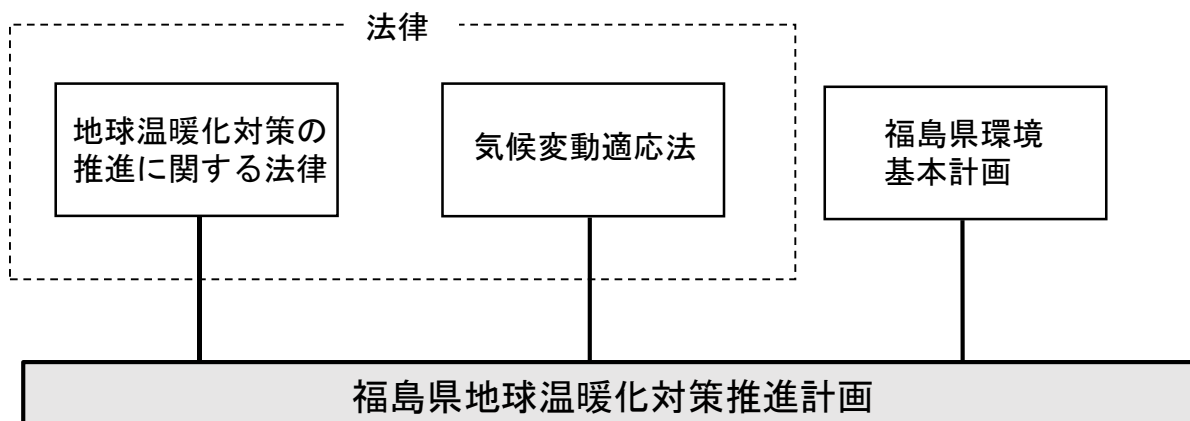 法律
地球温暖化対策の
推進に関する法律
気候変動適応法
福島県環境
基本計画
福島県地球温暖化対策推進計画